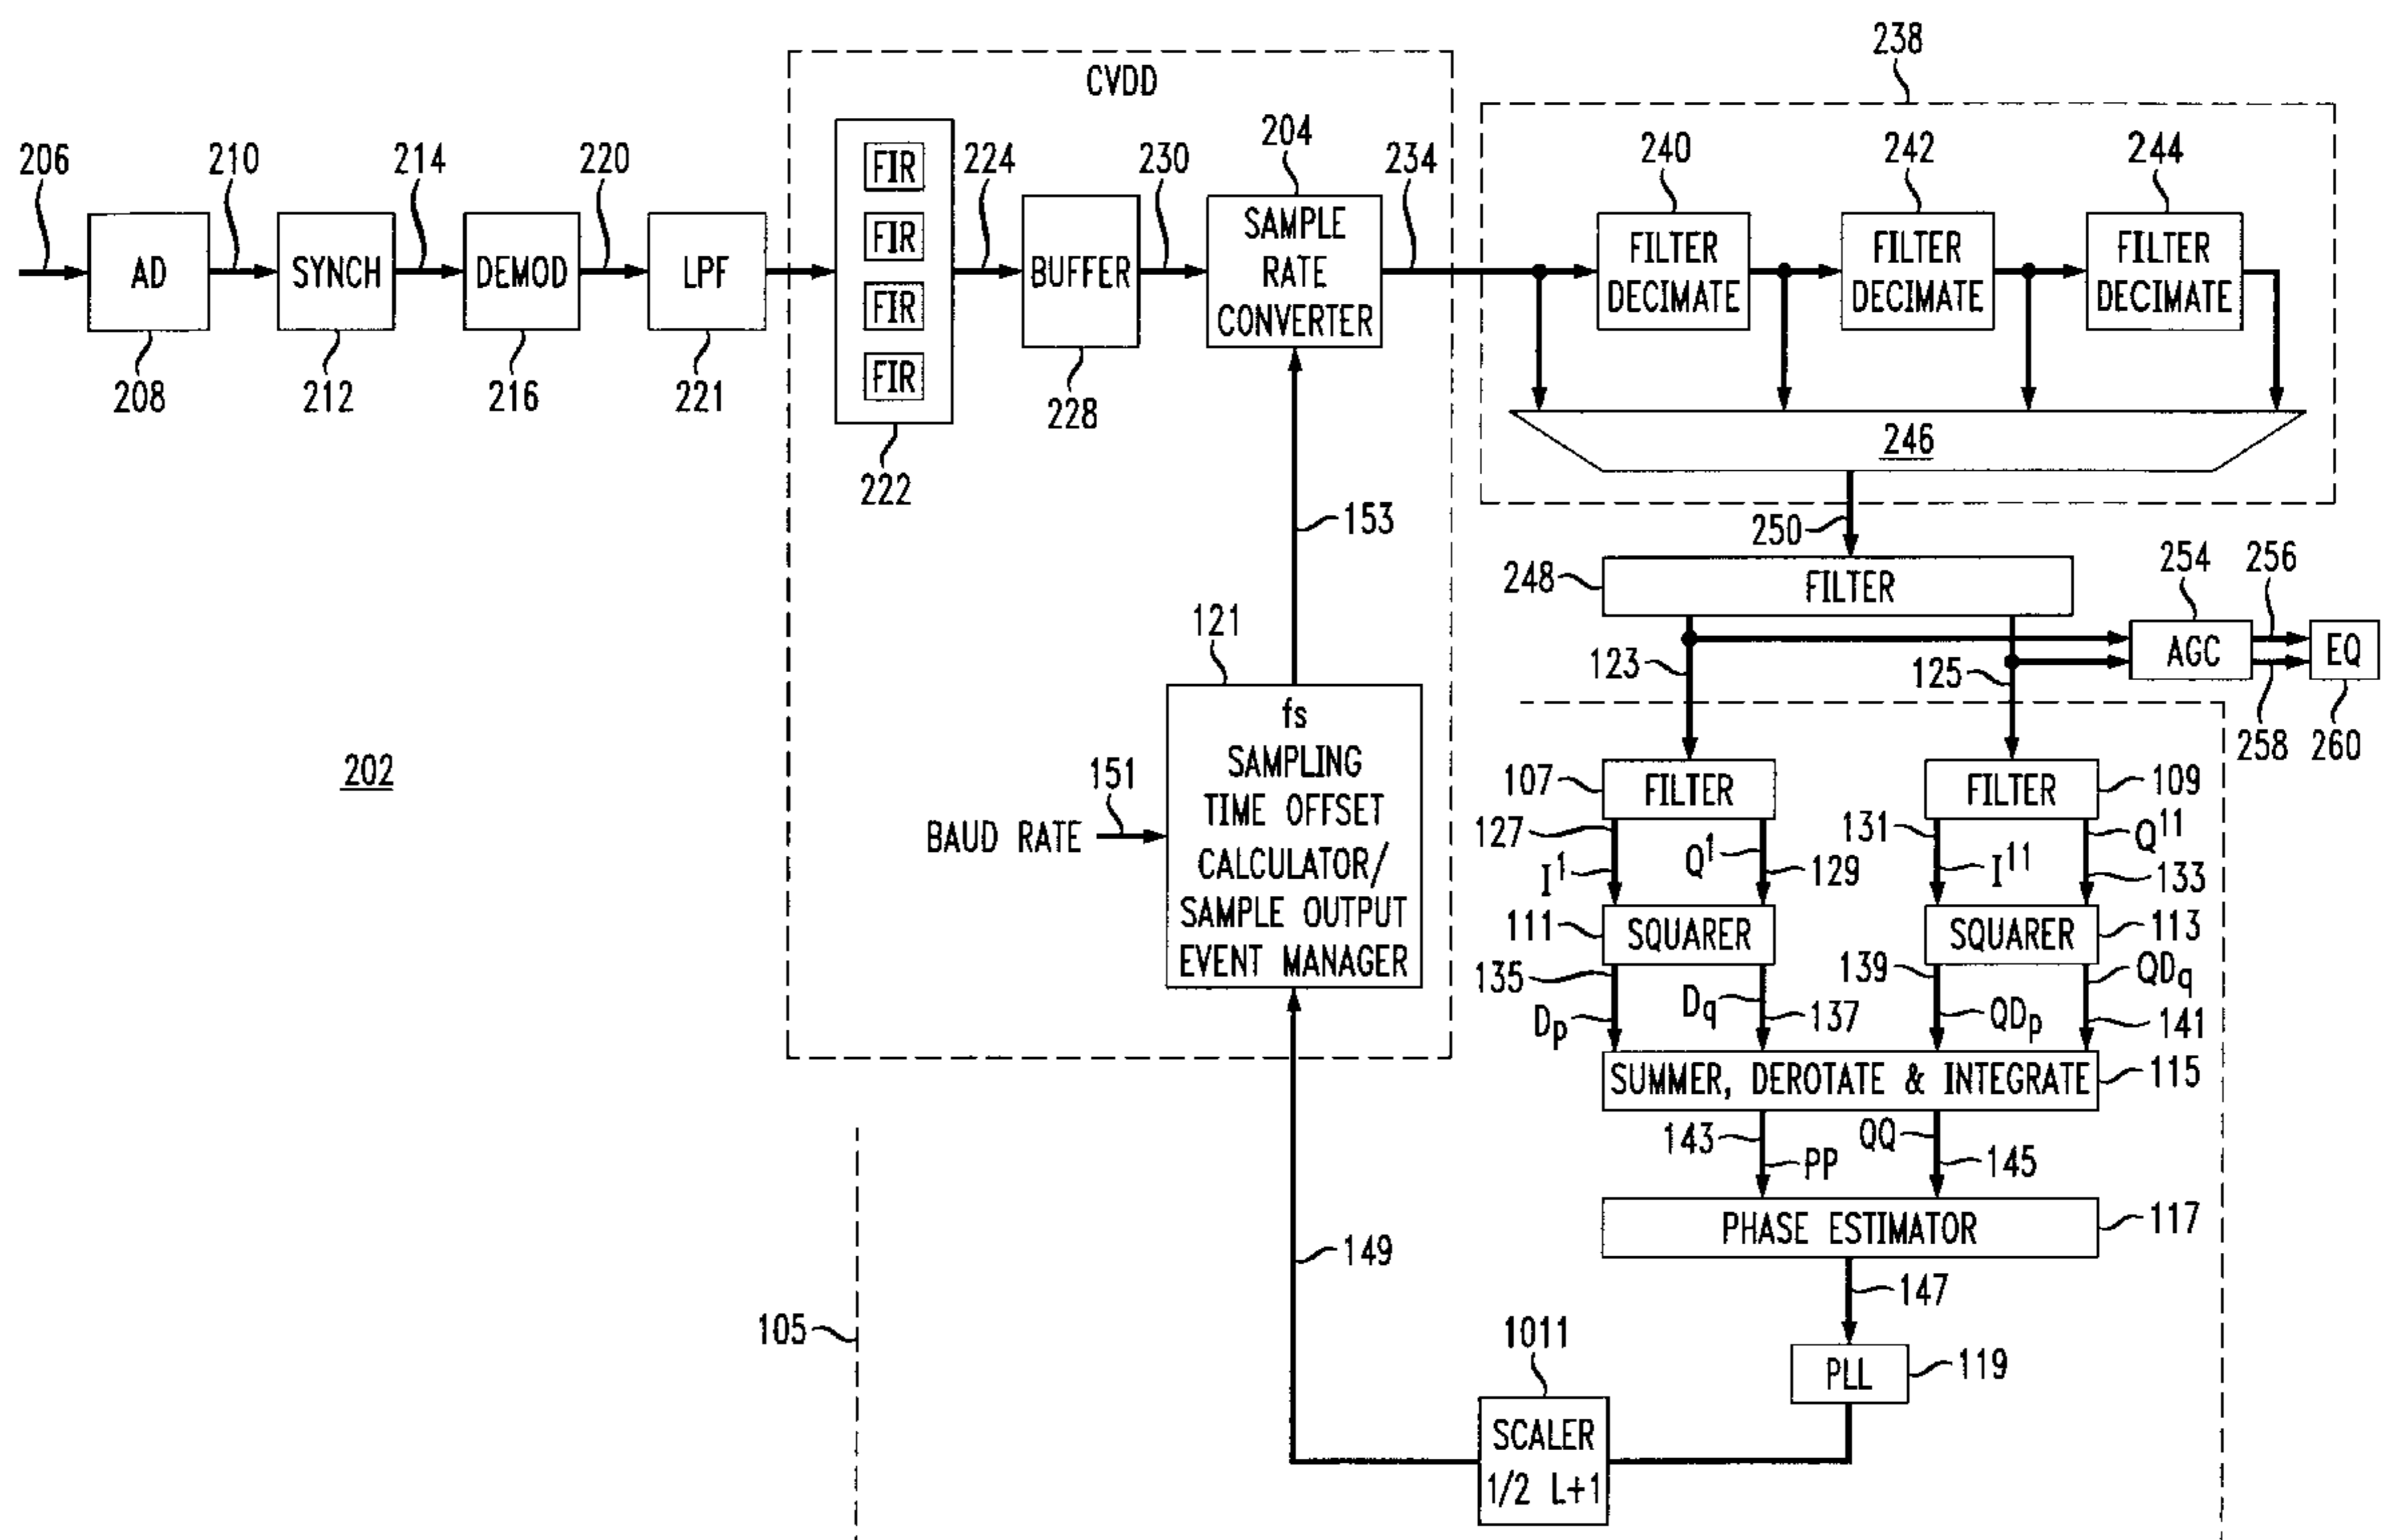 238
CVDD
206
210
214
220
224
230
204
234
240
242
244
AD
SYNCH
DEMOD
LPF
FIR
FIR
FIR
FIR
BUFFER
SAMPLE
RATE
CONVERTER
FILTER
DECIMATE
FILTER
DECIMATE
FILTER
DECIMATE
208
212
216
221
222
228
246
153
250
248
FILTER
254
256
AGC
EQ
258
260
123
125
121
fs
SAMPLING
TIME OFFSET
CALCULATOR/
SAMPLE OUTPUT
EVENT MANAGER
151
BAUD RATE
202
107
FILTER
FILTER
109
127
I1
Q1
129
131
I11
Q11
133
111
SQUARER
SQUARER
113
135
Dp
Dq
137
139
QDp
QDq
141
SUMMER, DEROTATE & INTEGRATE
115
143
PP
QQ
145
PHASE ESTIMATOR
117
147
149
105
PLL
119
1011
SCALER
1/2 L+1